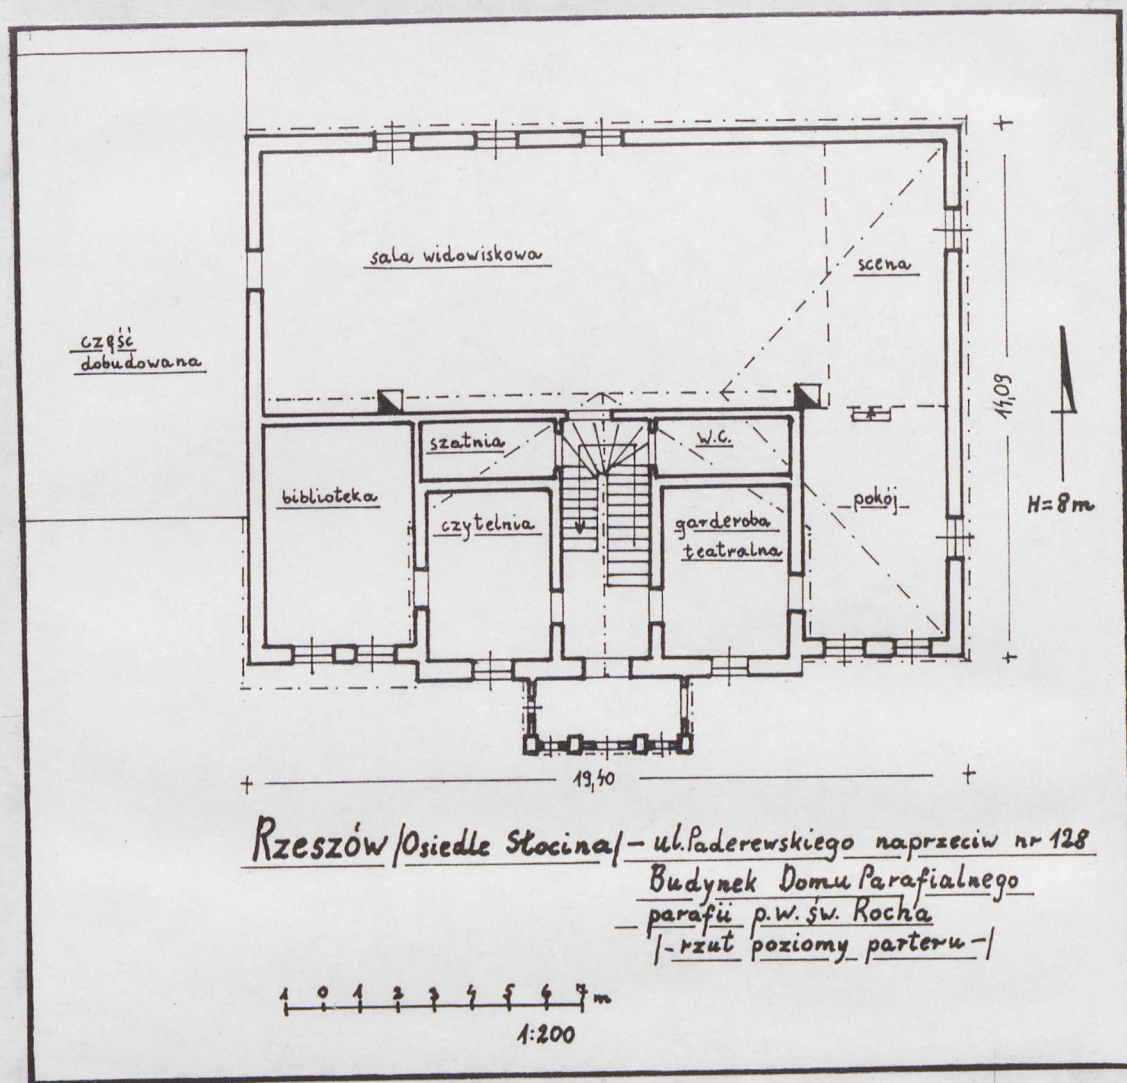 sala widowiskowa
scena
część
dobudowana
14,09
szatnia
w.c.
biblioteka
czytelnia
garderoba
teatralna
pokój
H=8m
19,40
Rzeszów /Osiedle Słocina/ - ul. Paderewskiego naprzeciw nr 128
Budynek Domu Parafialnego
parafii p.w. św. Rocha
/- rzut poziomy parteru -/
1 0 1 2 3 4 5 6 7 m
1:200